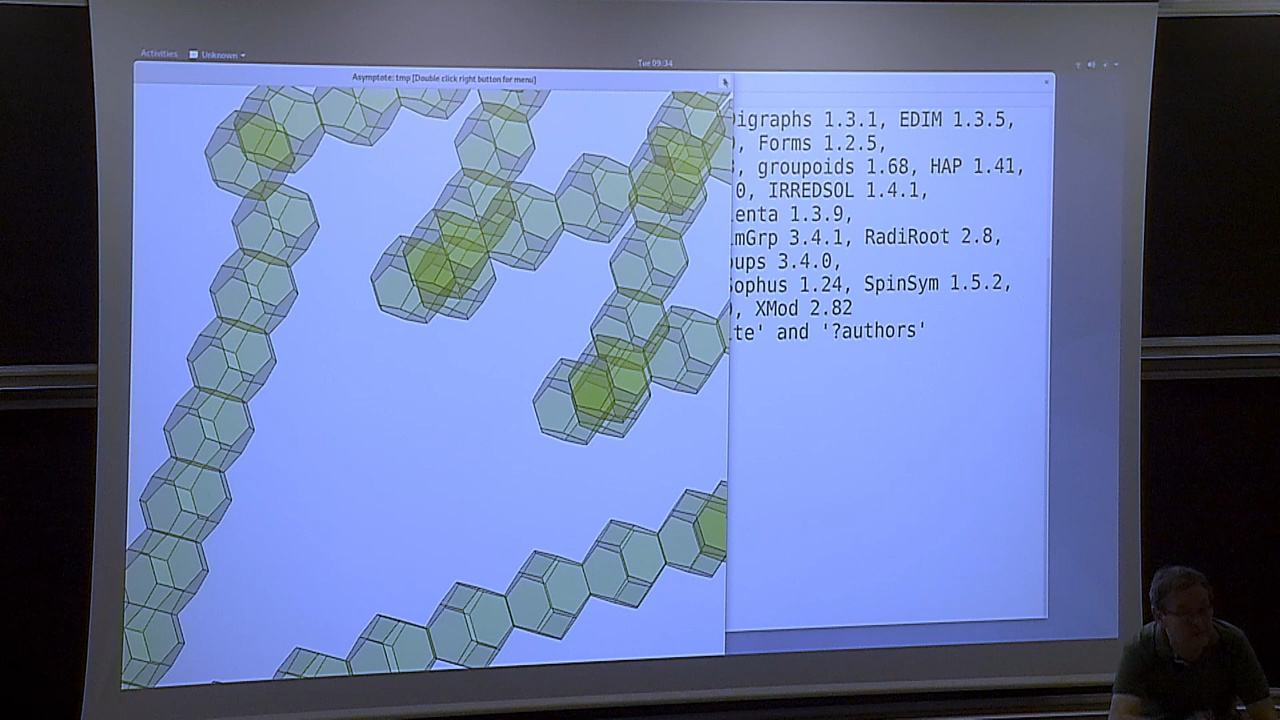 Activities Unknown
Tue 09:34
Asymptote: tmp [Double click right button for menu]
igraphs 1.3.1, EDIM 1.3.5,
, Forms 1.2.5,
, groupoids 1.68, HAP 1.41,
0, IRREDSOL 1.4.1,
enta 1.3.9,
mGrp 3.4.1, RadiRoot 2.8,
oups 3.4.0,
Sophus 1.24, SpinSym 1.5.2,
, XMod 2.82
te' and '?authors'